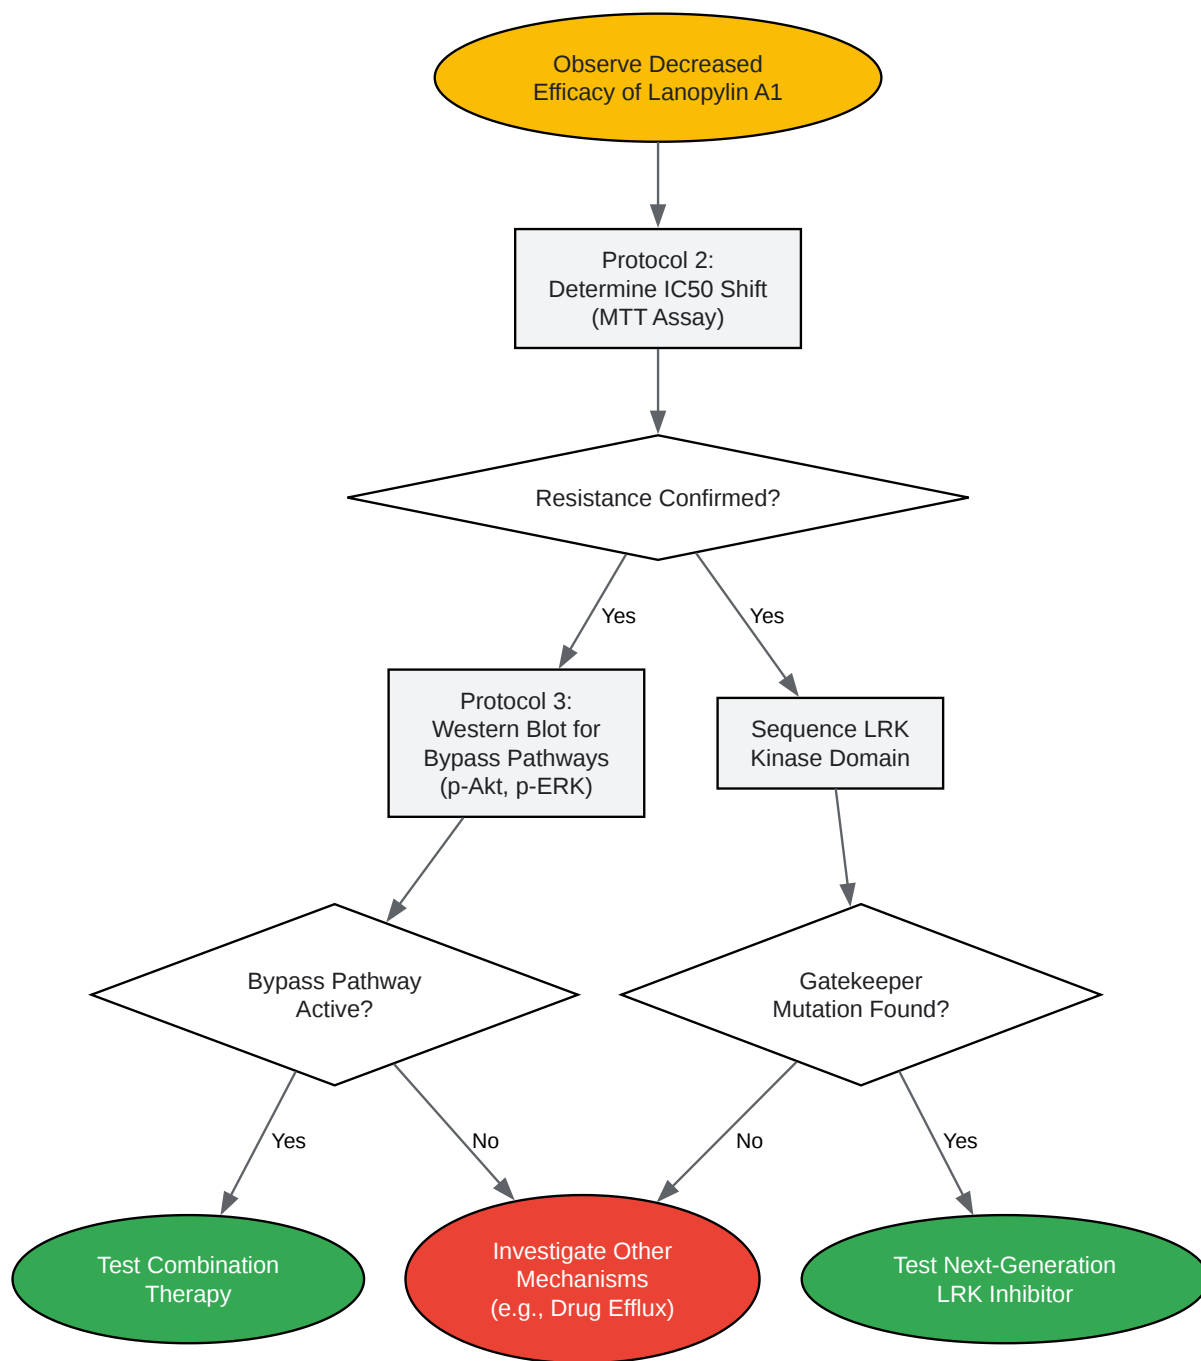 Observe Decreased
Efficacy of Lanopylin A1
Protocol 2:
Determine IC50 Shift
(MTT Assay)
Resistance Confirmed?
Yes
Yes
Protocol 3:
Western Blot for
Bypass Pathways
(p-Akt, p-ERK)
Sequence LRK
Kinase Domain
Bypass Pathway
Active?
Gatekeeper
Mutation Found?
Yes
No
No
Yes
Test Combination
Therapy
Investigate Other
Mechanisms
(e.g., Drug Efflux)
Test Next-Generation
LRK Inhibitor